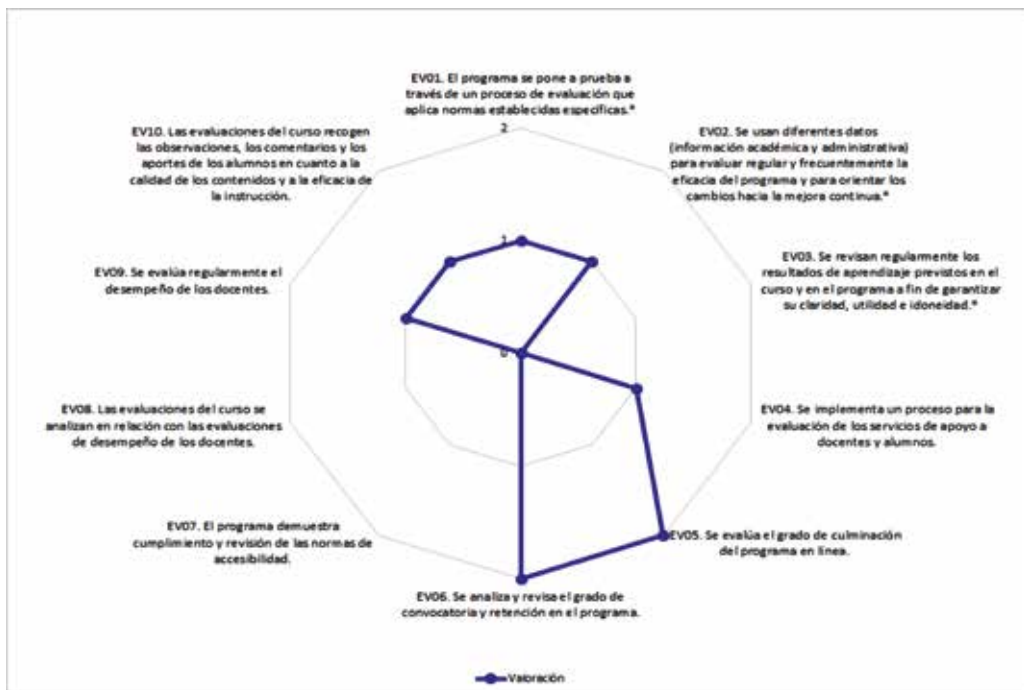 EV01. El programa se pone a prueba a
través de un proceso de evaluación que
aplica normas establecidas específicas.*
2
EV02. Se usan diferentes datos
(información académica y administrativa)
para evaluar regular y frecuentemente la
eficacia del programa y para orientar los
cambios hacia la mejora continua.*
EV03. Se revisan regularmente los
resultados de aprendizaje previstos en el
curso y en el programa a fin de garantizar
su claridad, utilidad e idoneidad.*
EV04. Se implementa un proceso para la
evaluación de los servicios de apoyo a
docentes y alumnos.
EV05. Se evalúa el grado de culminación
del programa en línea.
EV06. Se analiza y revisa el grado de
convocatoria y retención en el programa.
EV07. El programa demuestra
cumplimiento y revisión de las normas de
accesibilidad.
EV08. Las evaluaciones del curso se
analizan en relación con las evaluaciones
de desempeño de los docentes.
EV09. Se evalúa regularmente el
desempeño de los docentes.
EV10. Las evaluaciones del curso recogen
las observaciones, los comentarios y los
aportes de los alumnos en cuanto a la
calidad de los contenidos y a la eficacia de
la instrucción.
1
0
Valoración